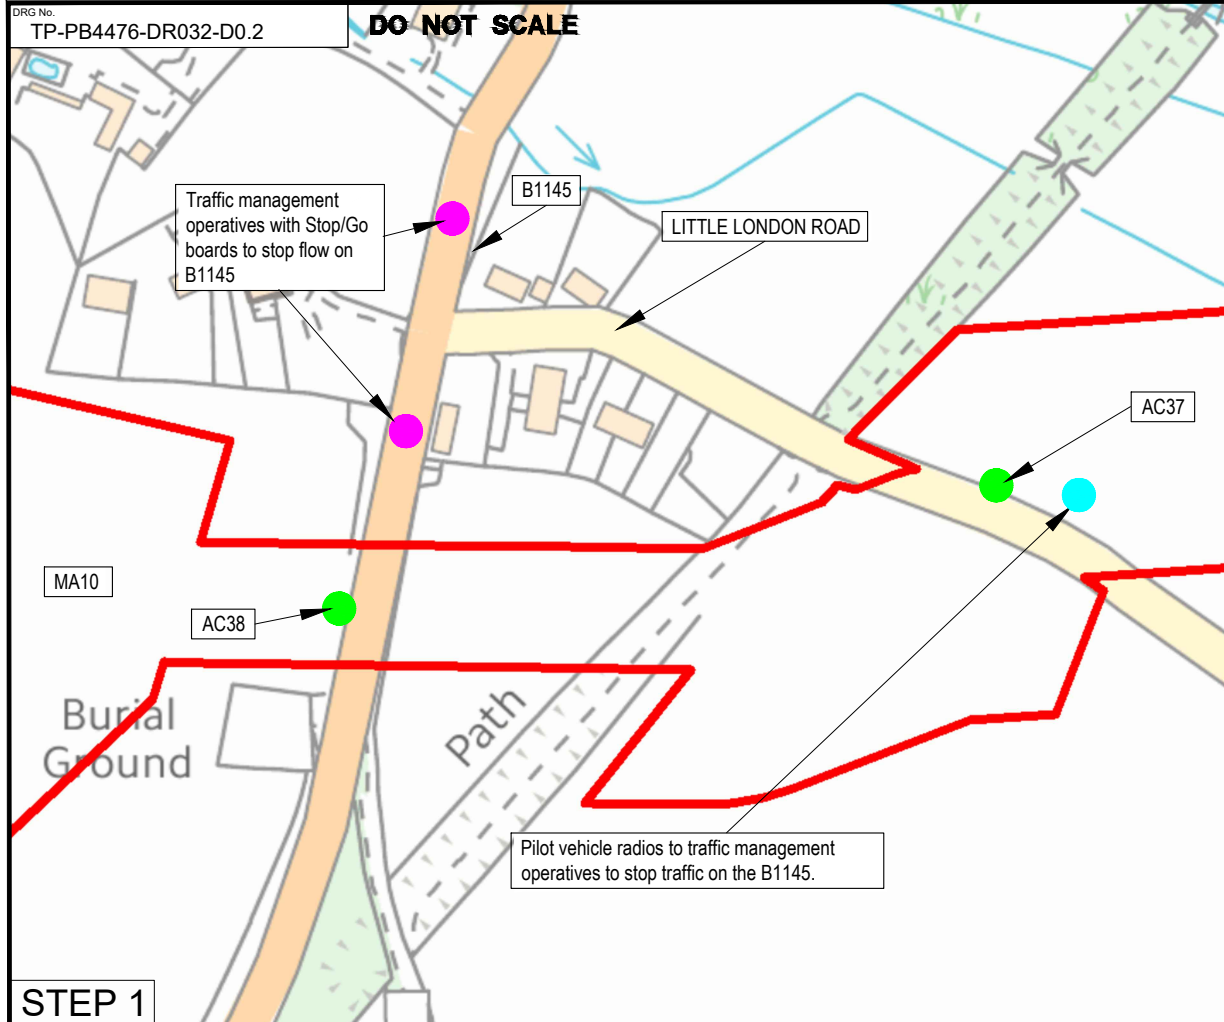 DRG No.
TP-PB4476-DR032-D0.2
DO NOT SCALE
Traffic management
operatives with Stop/Go
boards to stop flow on
B1145
B1145
LITTLE LONDON ROAD
AC37
MA10
AC38
Burial
Ground
Path
Pilot vehicle radios to traffic management
operatives to stop traffic on the B1145.
STEP 1